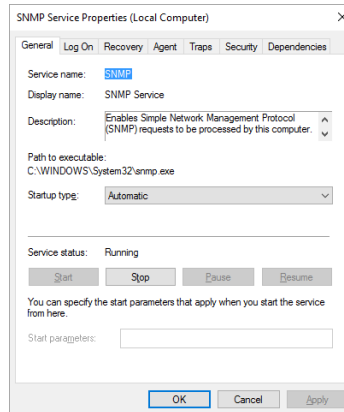 SNMP Service Properties (Local Computer)
General Log On Recovery Agent Traps Security Dependencies
Service name: SNMP
Display name: SNMP Service
Description: Enables Simple Network Management Protocol
(SNMP) requests to be processed by this computer.
Path to executable:
C:\WINDOWS\System32\snmp.exe
Startup type: Automatic
Service status: Running
Start Stop Pause Resume
You can specify the start parameters that apply when you start the service
from here.
Start parameters:
OK Cancel Apply